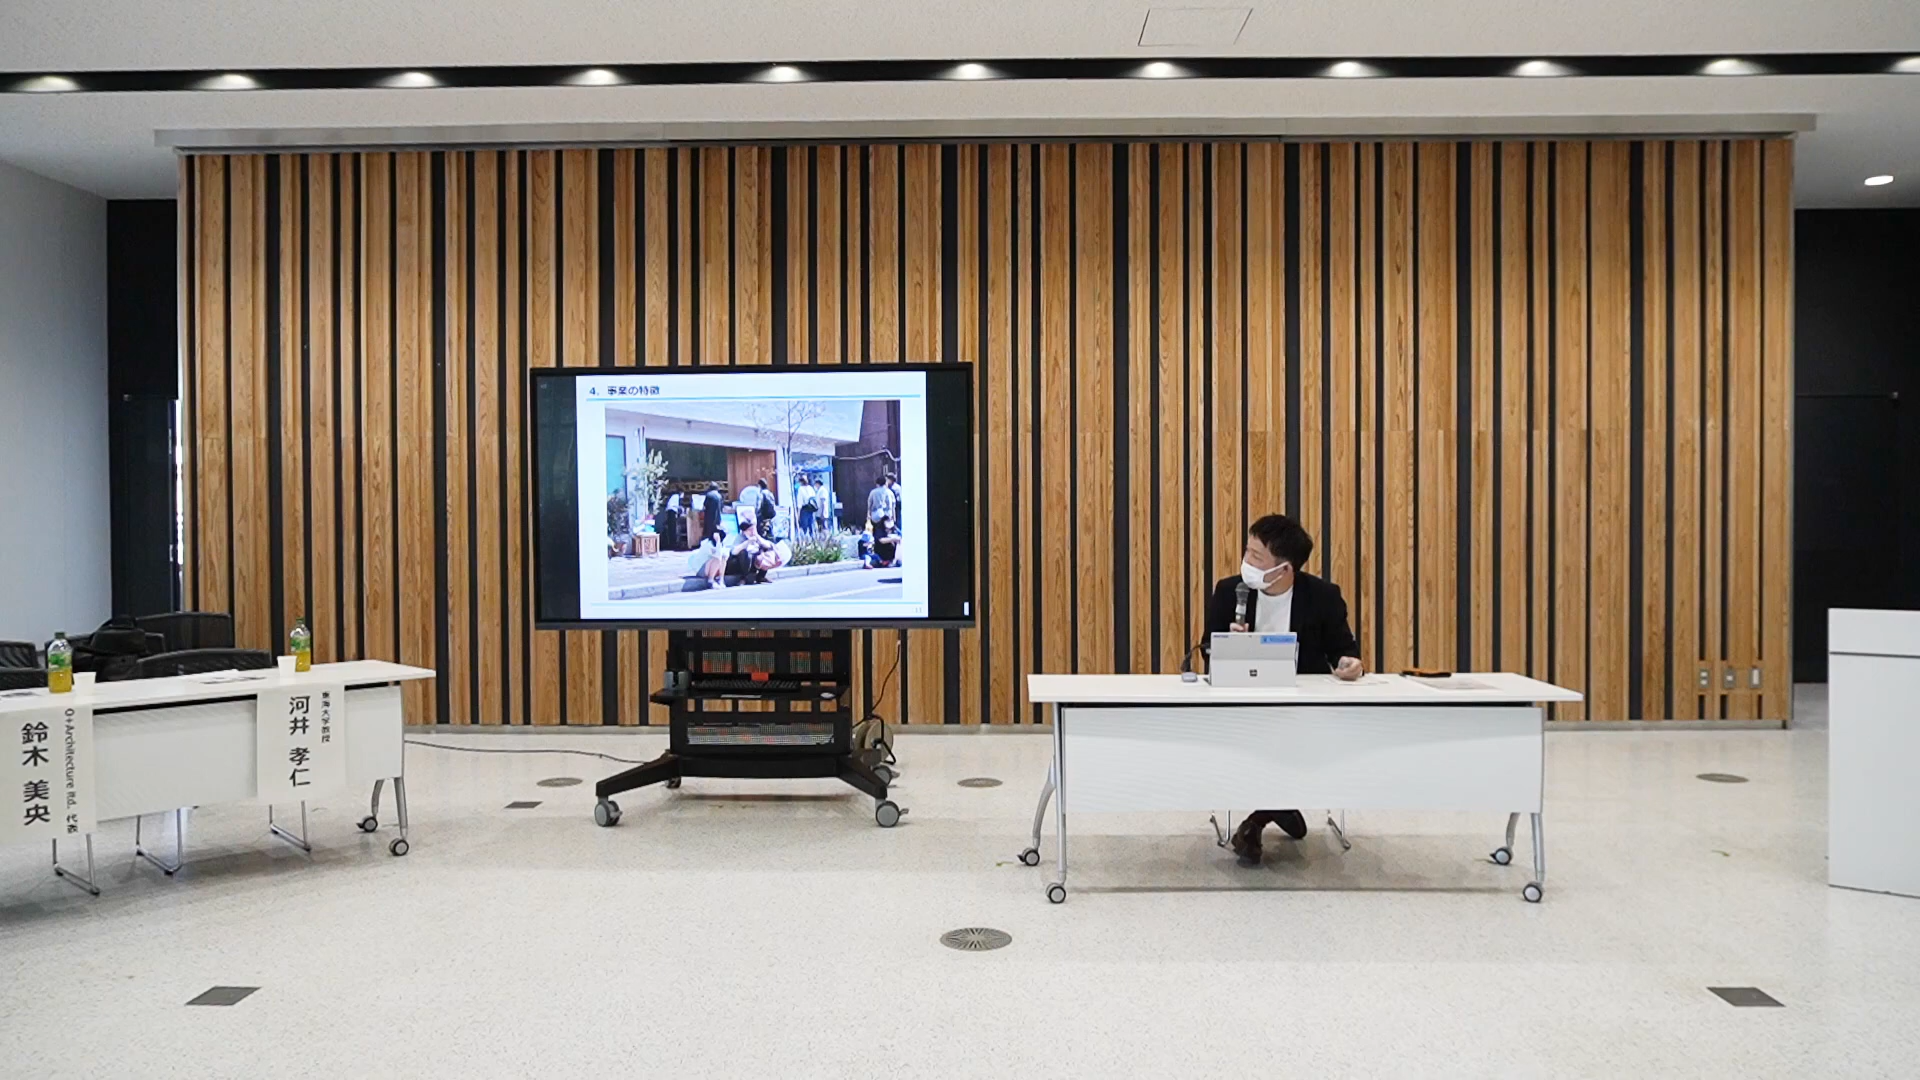 4. 事業の特徴
11
東海大学教授
河井 孝仁
O+Architecture ltd. 代表
鈴木 美央